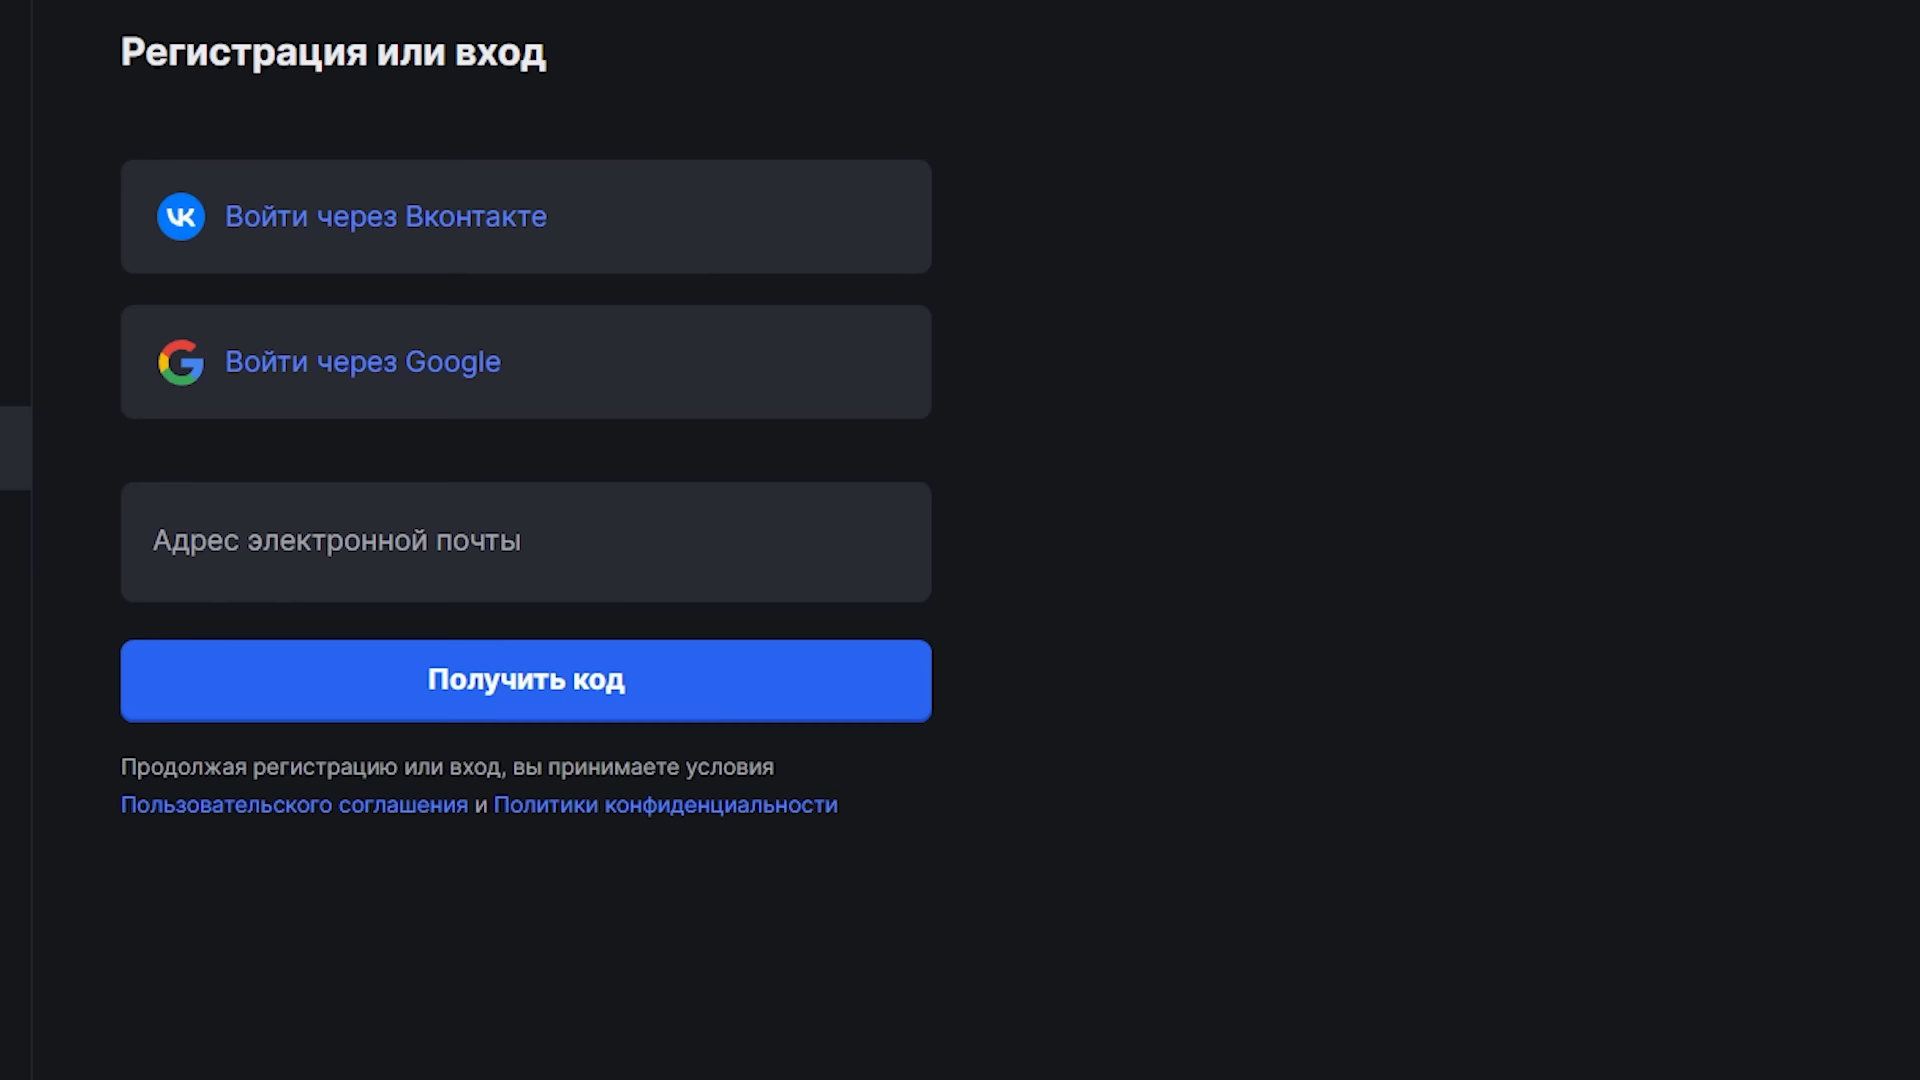 Регистрация или вход
Войти через Вконтакте
Войти через Google
Адрес электронной почты
Получить код
Продолжая регистрацию или вход, вы принимаете условия
Пользовательского соглашения и Политики конфиденциальности